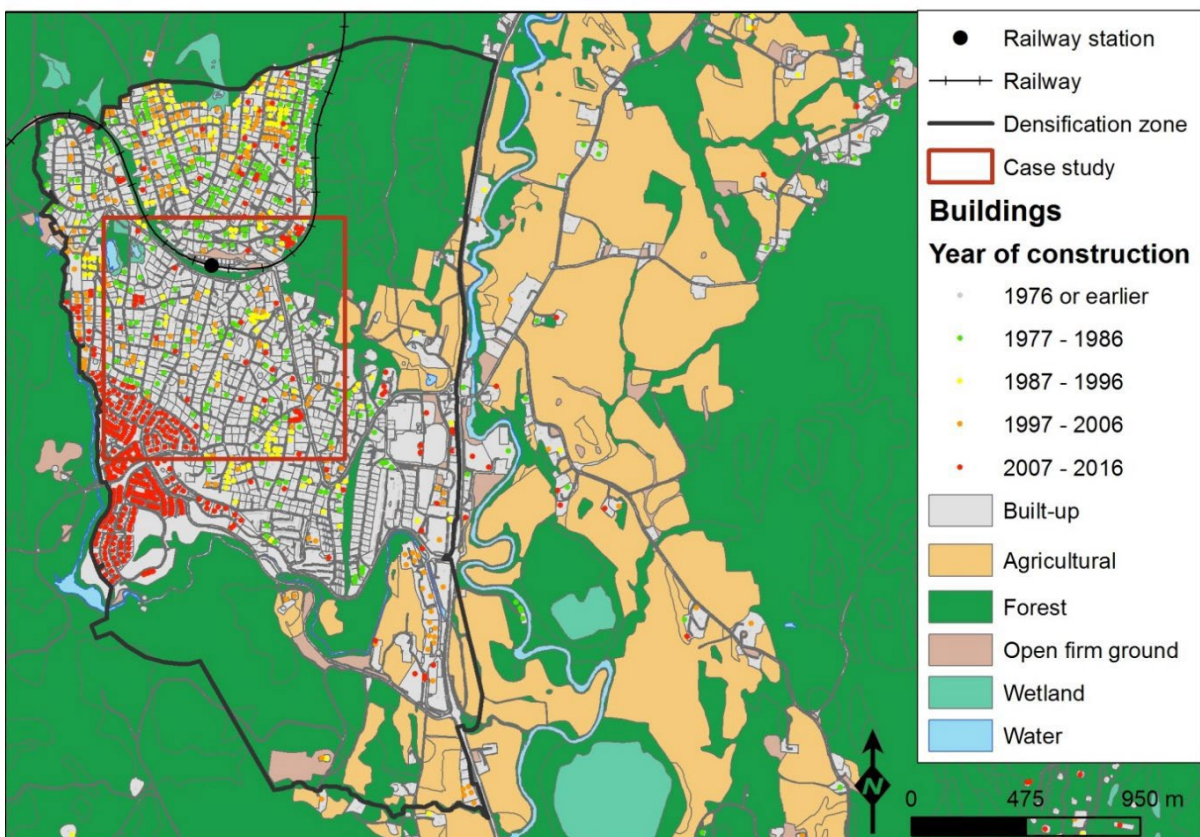 Railway station
Railway
Densification zone
Case study
Buildings
Year of construction
1976 or earlier
1977 - 1986
1987 - 1996
1997 - 2006
2007 - 2016
Built-up
Agricultural
Forest
Open firm ground
Wetland
Water
N
0 475 950 m